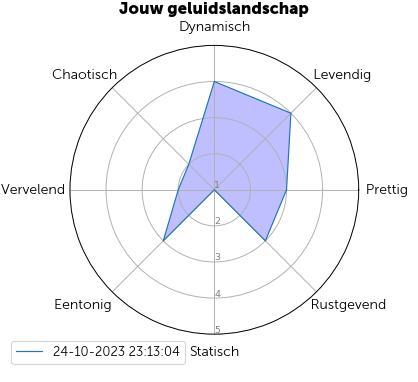 Jouw geluidslandschap
Dynamisch
Chaotisch
Levendig
Vervelend
Prettig
1
2
3
4
5
Eentonig
Rustgevend
24-10-2023 23:13:04
Statisch